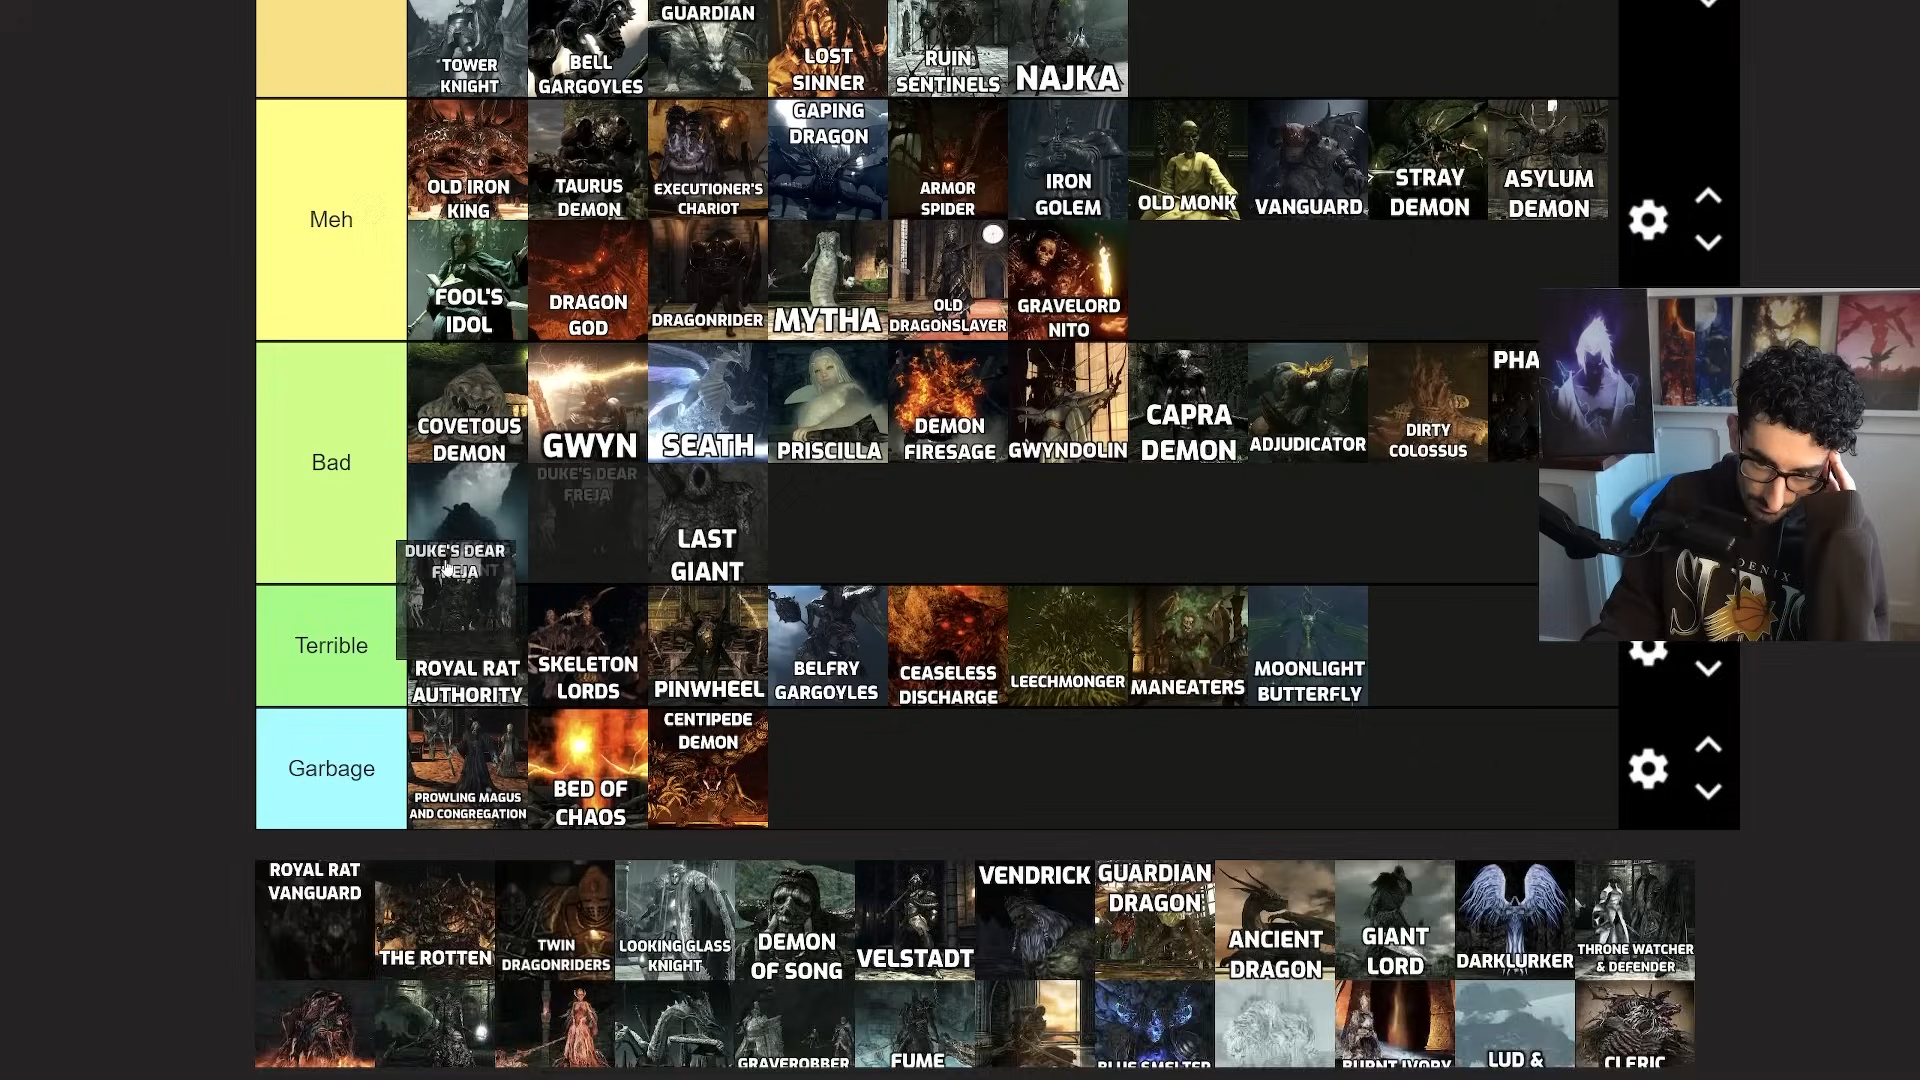 TOWER
KNIGHT
BELL
GARGOYLES
GUARDIAN
LOST
SINNER
RUIN
SENTINELS
NAJKA
Meh
OLD IRON
KING
TAURUS
DEMON
EXECUTIONER'S
CHARIOT
GAPING
DRAGON
ARMOR
SPIDER
IRON
GOLEM
OLD MONK
VANGUARD
STRAY
DEMON
ASYLUM
DEMON
FOOL'S
IDOL
DRAGON
GOD
DRAGONRIDER
MYTHA
OLD
DRAGONSLAYER
GRAVELORD
NITO
Bad
COVETOUS
DEMON
GWYN
SEATH
PRISCILLA
DEMON
FIRESAGE
GWYNDOLIN
CAPRA
DEMON
ADJUDICATOR
DIRTY
COLOSSUS
PHA
DUKE'S DEAR
FREJA
LAST
GIANT
DUKE'S DEAR
FREJA
Terrible
ROYAL RAT
AUTHORITY
SKELETON
LORDS
PINWHEEL
BELFRY
GARGOYLES
CEASELESS
DISCHARGE
LEECHMONGER
MANEATERS
MOONLIGHT
BUTTERFLY
Garbage
PROWLING MAGUS
AND CONGREGATION
BED OF
CHAOS
CENTIPEDE
DEMON
ROYAL RAT
VANGUARD
THE ROTTEN
TWIN
DRAGONRIDERS
LOOKING GLASS
KNIGHT
DEMON
OF SONG
VELSTADT
VENDRICK
GUARDIAN
DRAGON
ANCIENT
DRAGON
GIANT
LORD
DARKLURKER
THRONE WATCHER
& DEFENDER
GRAVEROBBER
FUME
BLUE SMELTER
BURNT IVORY
LUD &
CLERIC